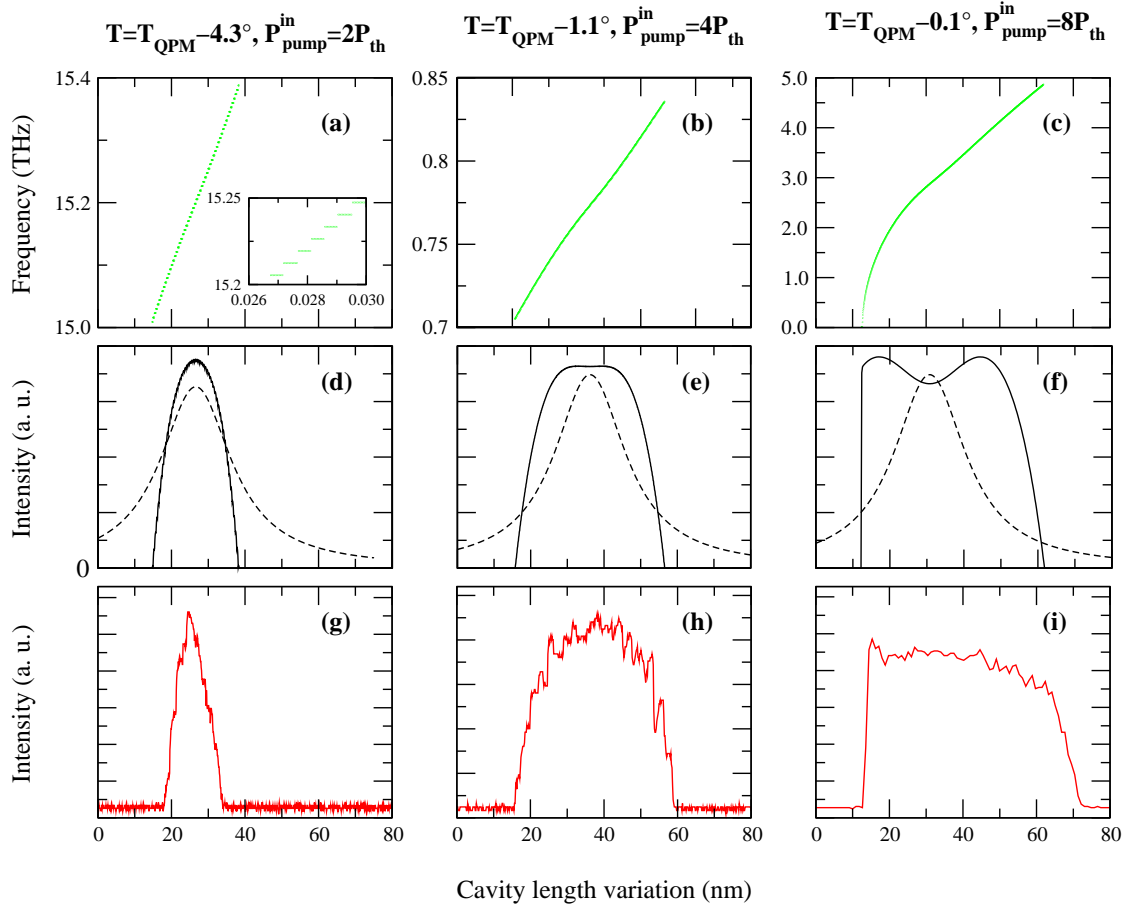 T=T_QPM−4.3°, P^in_pump=2P_th
T=T_QPM−1.1°, P^in_pump=4P_th
T=T_QPM−0.1°, P^in_pump=8P_th
Frequency (THz)
15.4
15.2
15.0
(a)
15.25
15.2
0.026 0.028 0.030
0.85
0.8
0.75
0.7
(b)
5.0
4.0
3.0
2.0
1.0
0.0
(c)
Intensity (a. u.)
0
(d)
(e)
(f)
Intensity (a. u.)
(g)
(h)
(i)
0 20 40 60 80
0 20 40 60 80
0 20 40 60 80
Cavity length variation (nm)